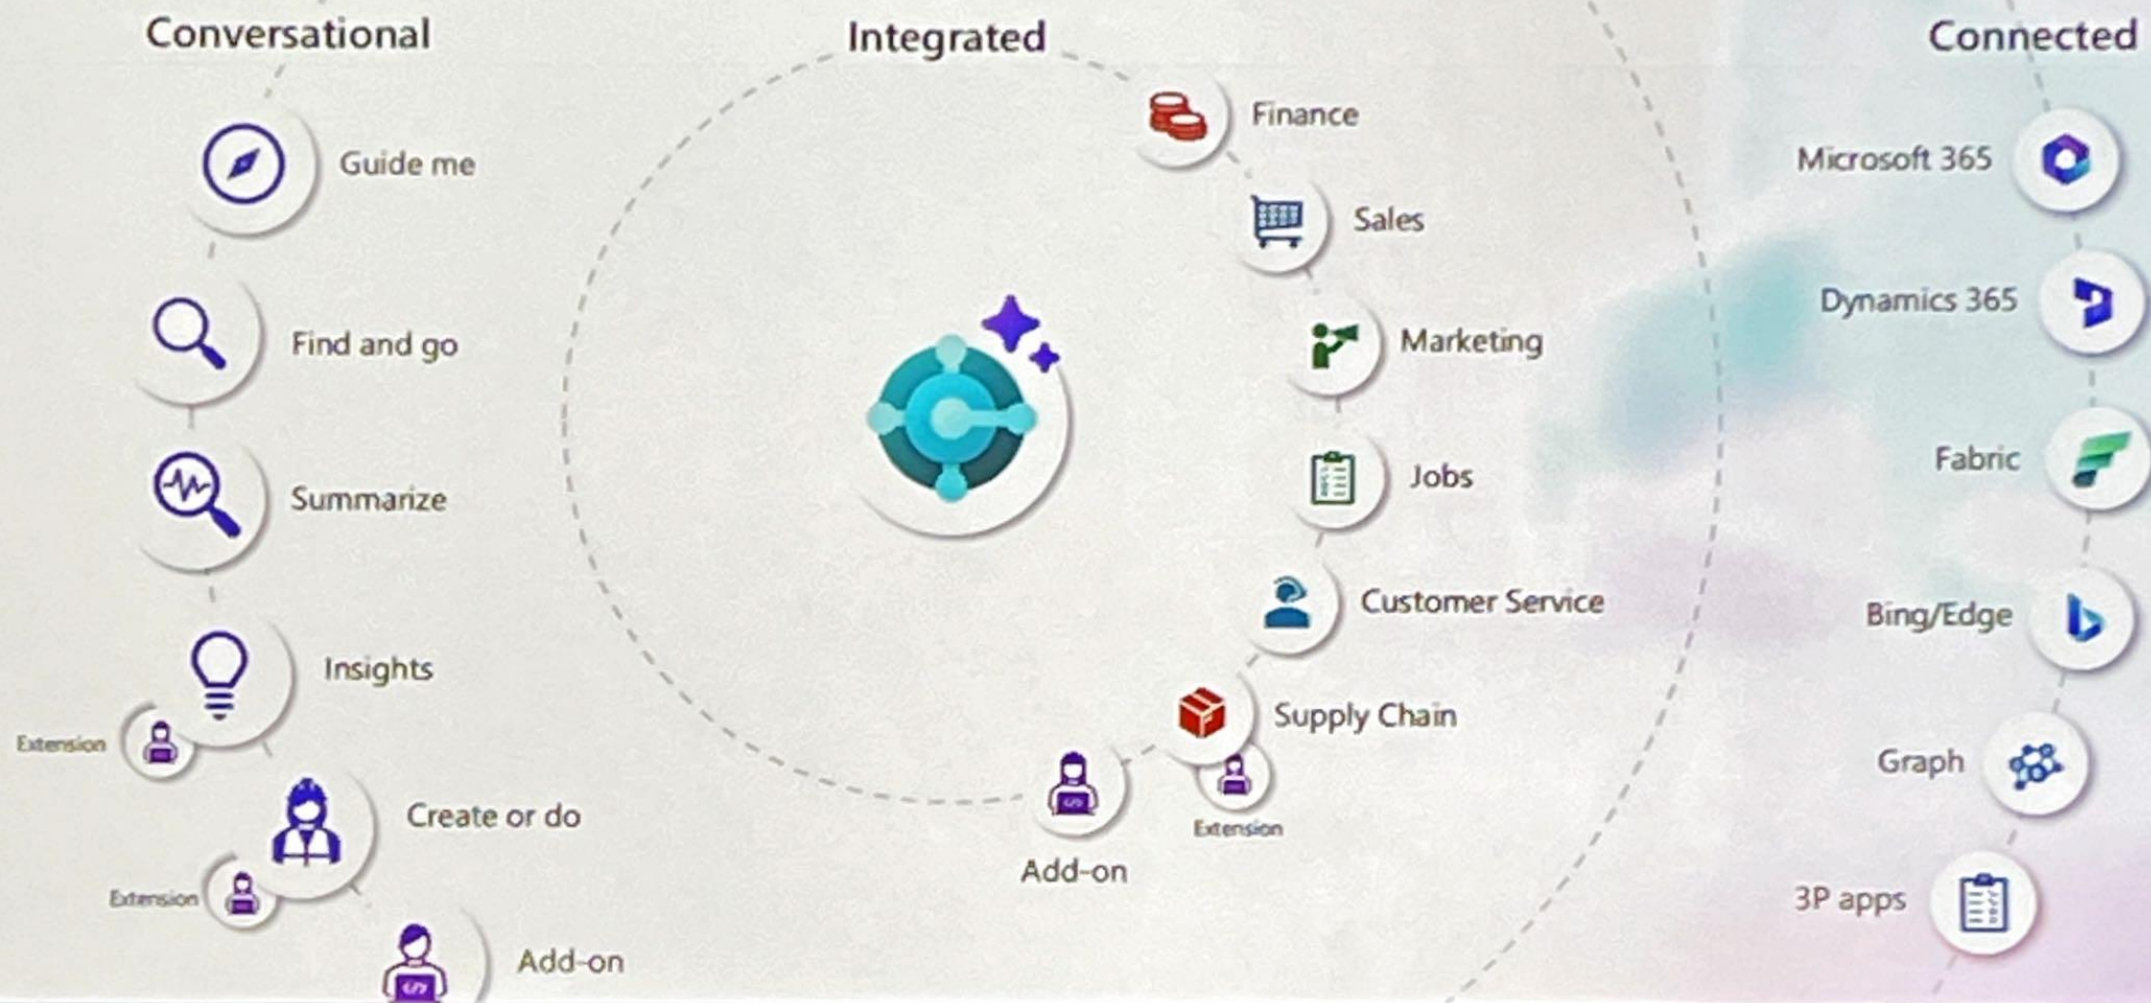 Conversational
Guide me
Find and go
Summarize
Insights
Extension
Create or do
Extension
Add-on
Integrated
Finance
Sales
Marketing
Jobs
Customer Service
Supply Chain
Extension
Add-on
Connected
Microsoft 365
Dynamics 365
Fabric
Bing/Edge
Graph
3P apps